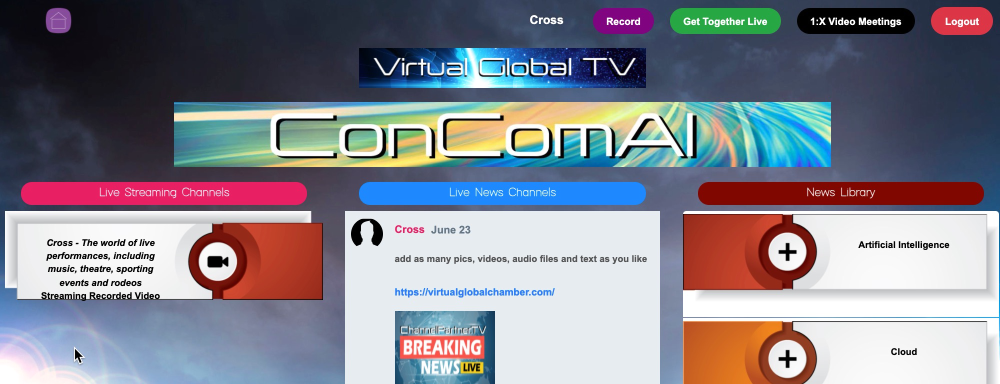 Cross
Record
Get Together Live
1:X Video Meetings
Logout
Virtual Global TV
ConComAI
Live Streaming Channels
Live News Channels
News Library
Cross - The world of live
performances, including
music, theatre, sporting
events and rodeos
Streaming Recorded Video
Cross June 23
add as many pics, videos, audio files and text as you like
https://virtualglobalchamber.com/
ChannelPartner.TV
BREAKING
NEWS LIVE
Artificial Intelligence
Cloud